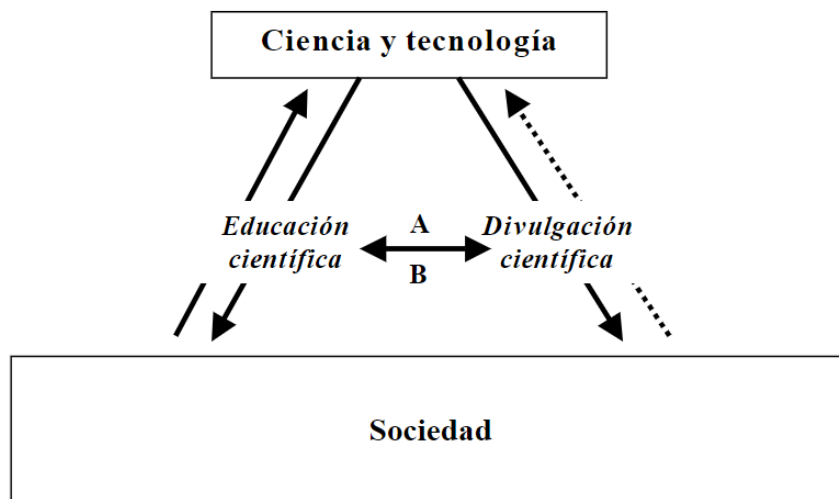 Ciencia y tecnología
Educación
científica
A
B
Divulgación
científica
Sociedad